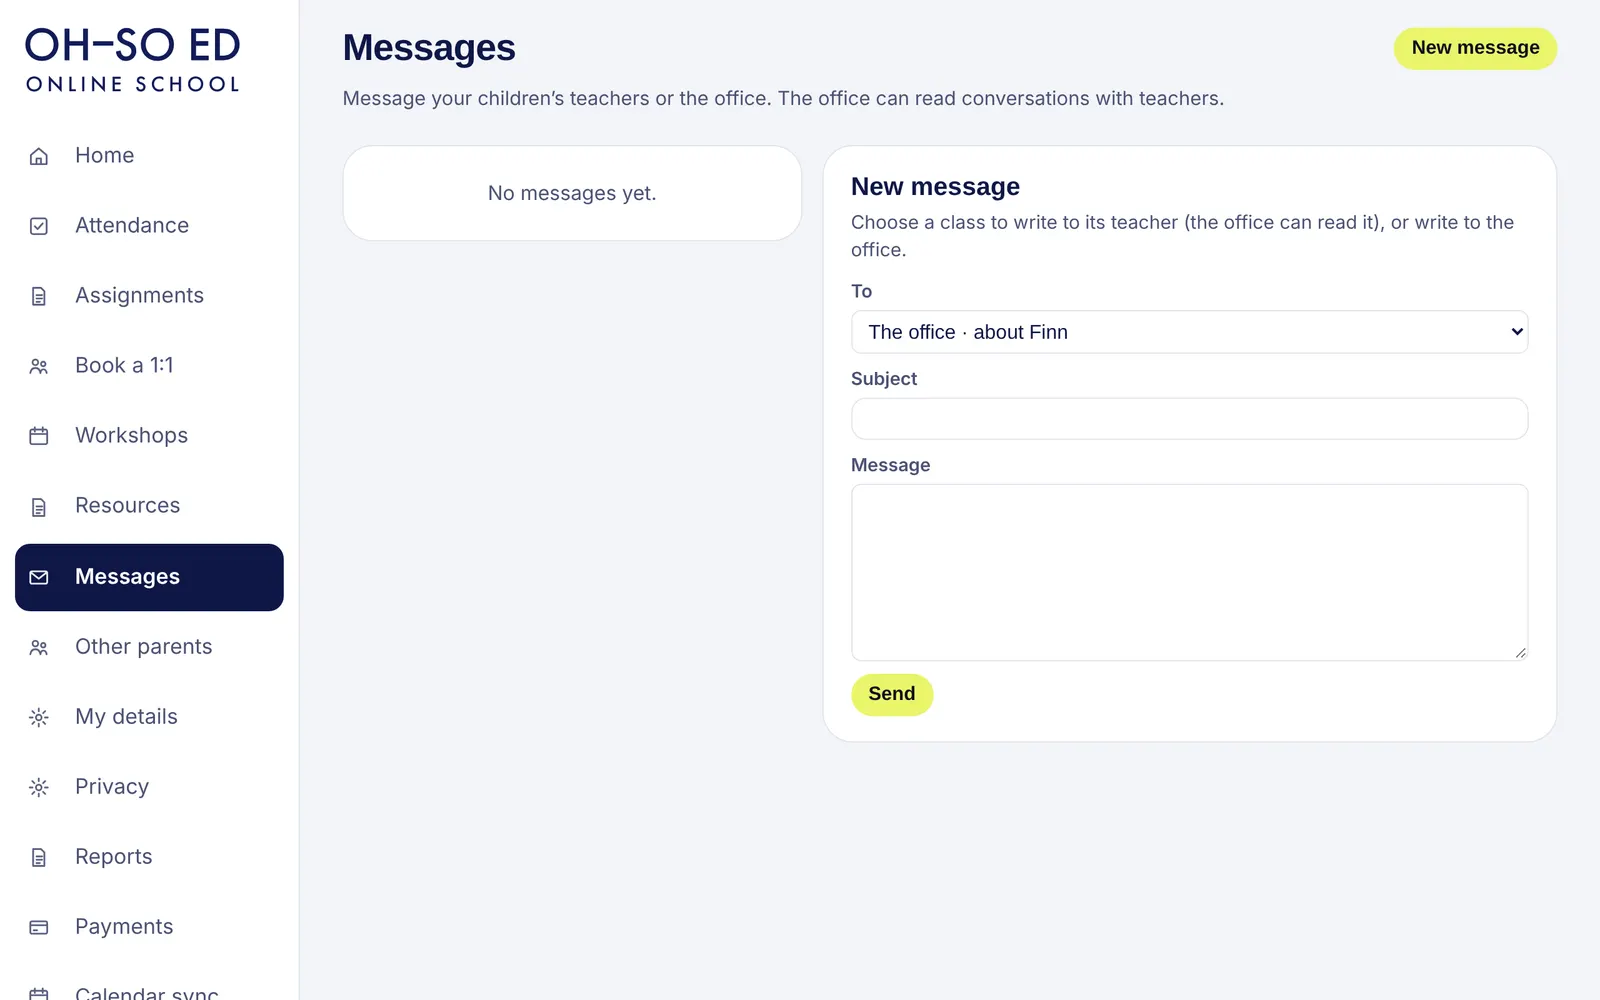 OH–SO ED
ONLINE SCHOOL
Home
Attendance
Assignments
Book a 1:1
Workshops
Resources
Messages
Other parents
My details
Privacy
Reports
Payments
Calendar sync
Messages
New message
Message your children’s teachers or the office. The office can read conversations with teachers.
No messages yet.
New message
Choose a class to write to its teacher (the office can read it), or write to the
office.
To
The office · about Finn
Subject
Message
Send